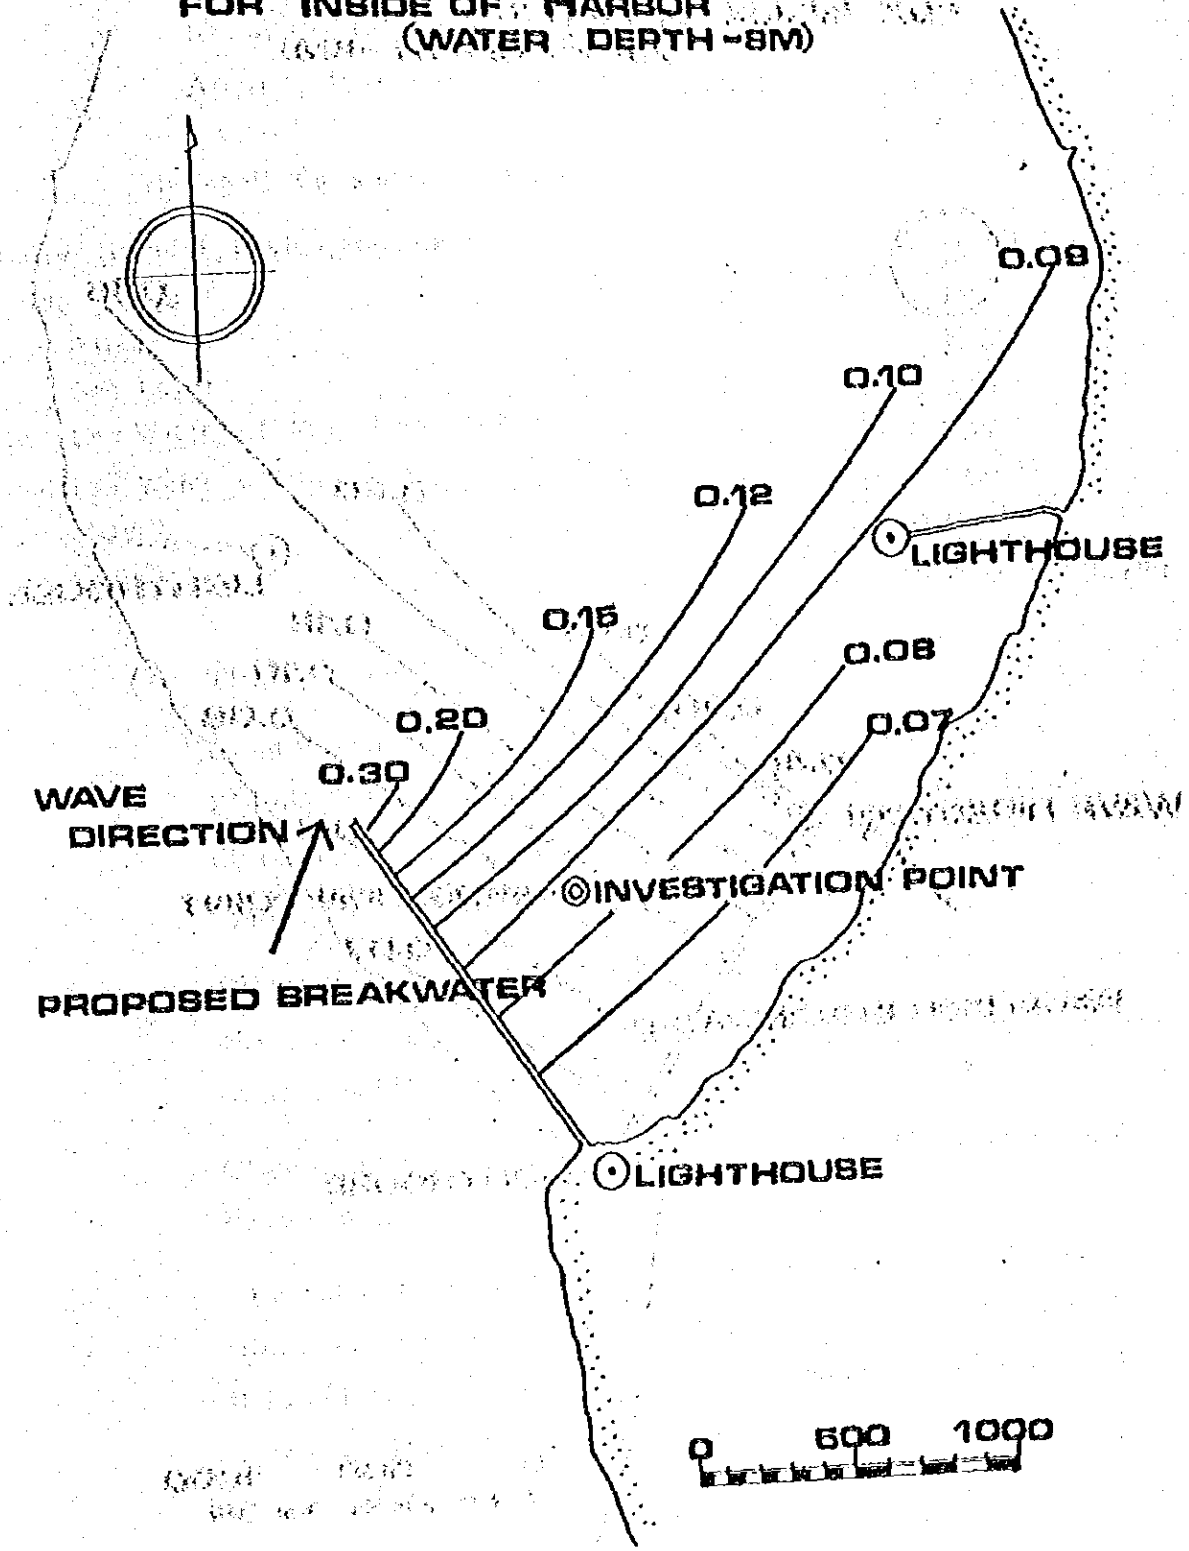 FOR INSIDE OF HARBOR
(WATER DEPTH -8M)
0.09
0.10
0.12
LIGHTHOUSE
0.15
0.08
0.20
0.07
0.30
WAVE
DIRECTION
INVESTIGATION POINT
PROPOSED BREAKWATER
LIGHTHOUSE
0 500 1000